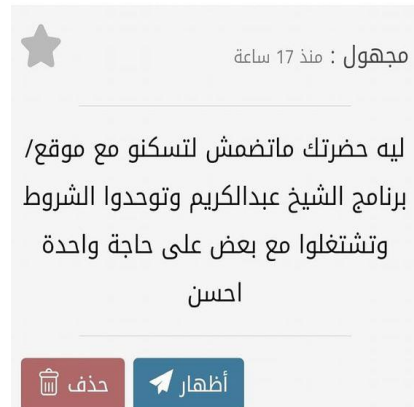 مجهول : منذ 17 ساعة
ليه حضرتك ماتضمش لتسكنو مع موقع/
برنامج الشيخ عبدالكريم وتوحدوا الشروط
وتشتغلوا مع بعض على حاجة واحدة
احسن
أظهار حذف